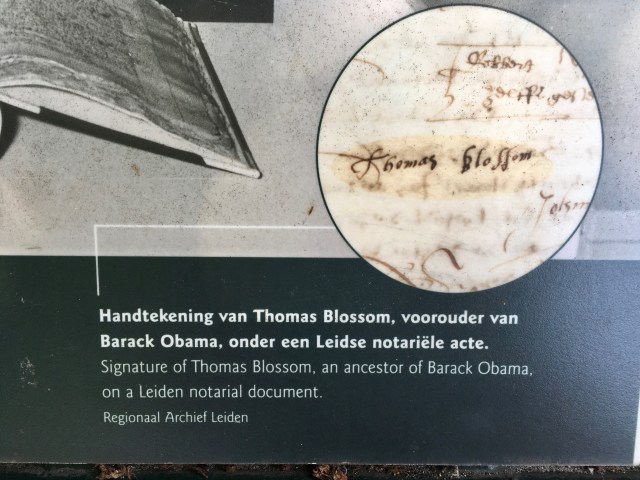 Robbert
Thomas blossom
Handtekening van Thomas Blossom, voorouder van
Barack Obama, onder een Leidse notariële acte.
Signature of Thomas Blossom, an ancestor of Barack Obama,
on a Leiden notarial document.
Regionaal Archief Leiden